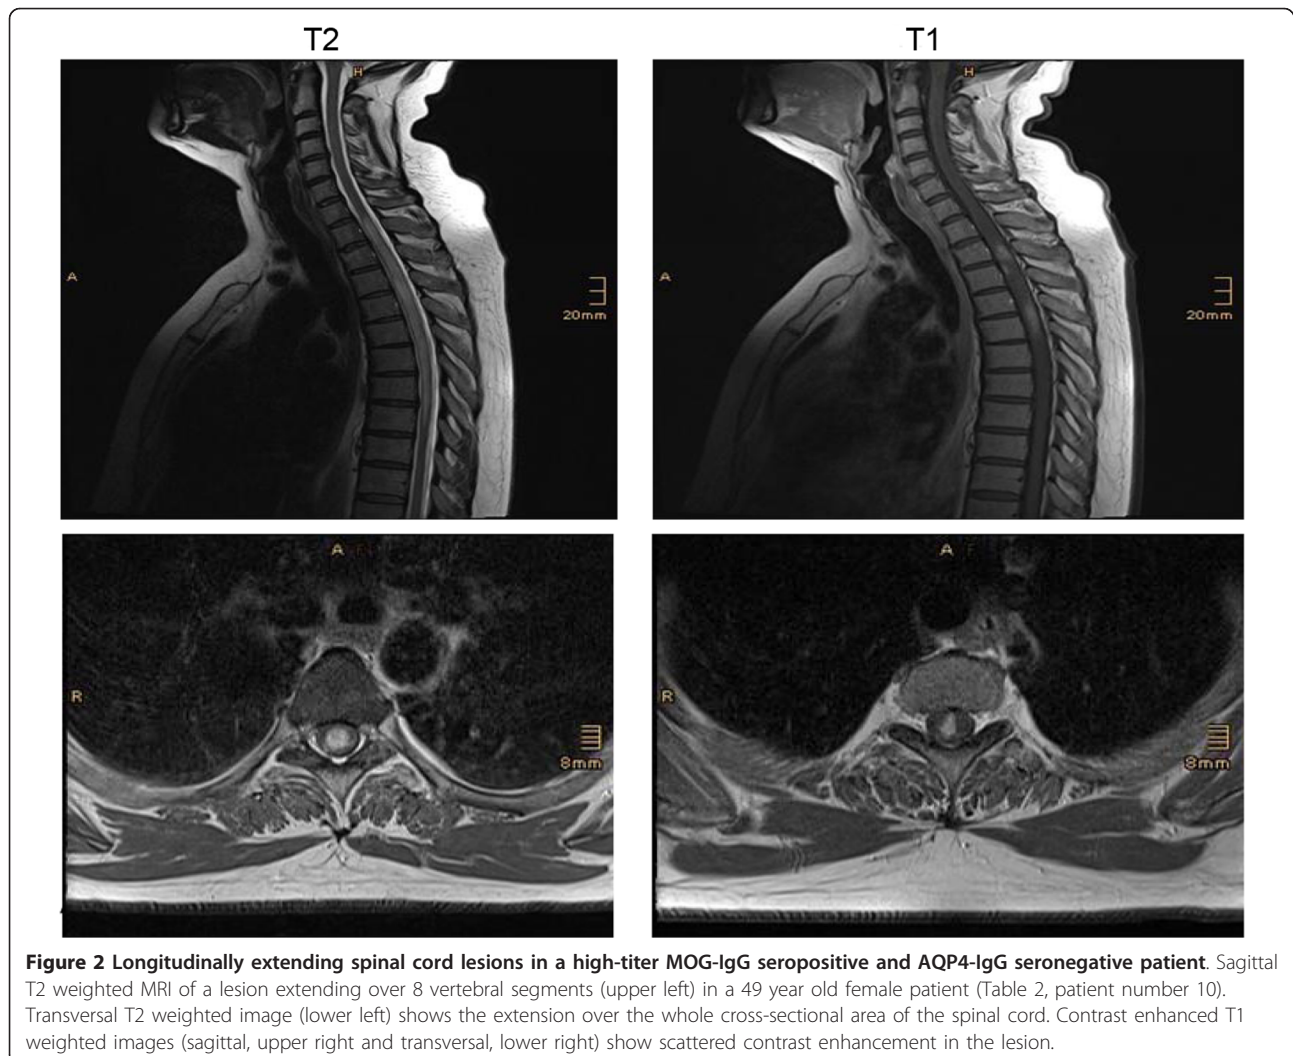 T2
T1
H
H
A
A
20mm
20mm
A F
A F
R
R
8mm
8mm
Figure 2 Longitudinally extending spinal cord lesions in a high-titer MOG-IgG seropositive and AQP4-IgG seronegative patient. Sagittal
T2 weighted MRI of a lesion extending over 8 vertebral segments (upper left) in a 49 year old female patient (Table 2, patient number 10).
Transversal T2 weighted image (lower left) shows the extension over the whole cross-sectional area of the spinal cord. Contrast enhanced T1
weighted images (sagittal, upper right and transversal, lower right) show scattered contrast enhancement in the lesion.